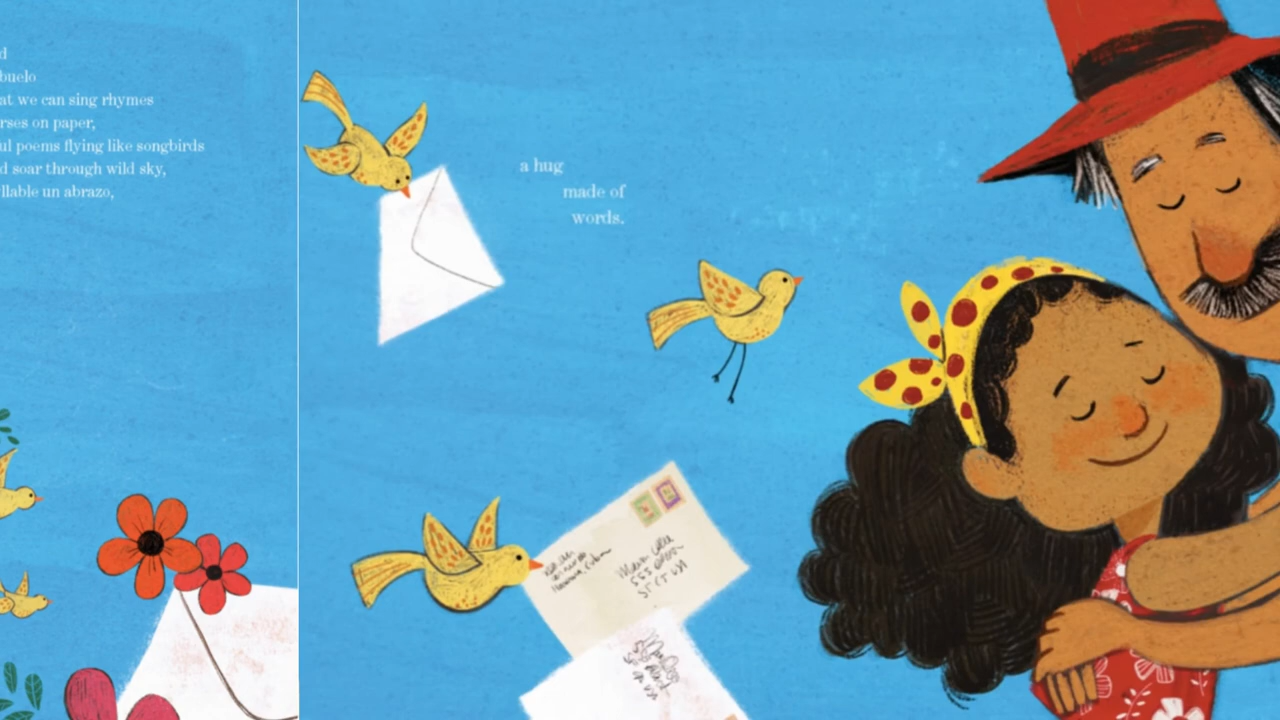 d
buelo
at we can sing rhymes
rses on paper,
ul poems flying like songbirds
d soar through wild sky,
llable un abrazo,
a hug
made of
words.